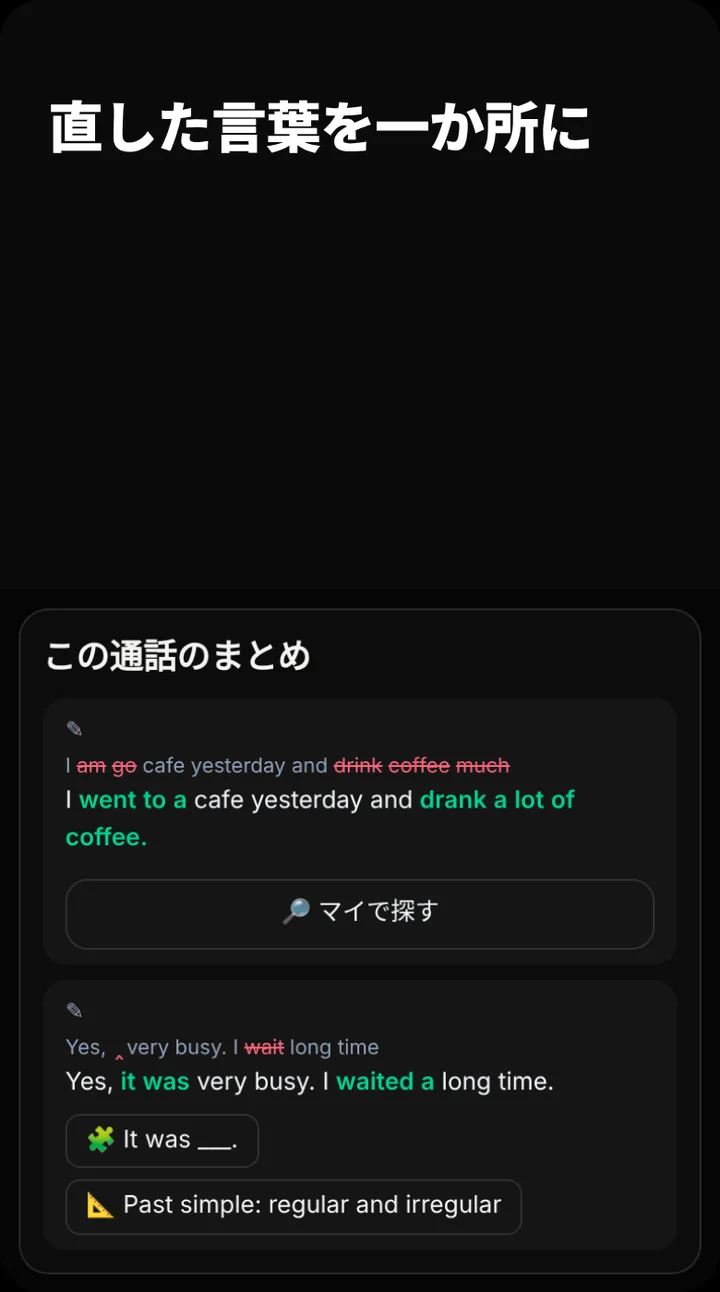 直した言葉を一か所に
この通話のまとめ
✎
I am go cafe yesterday and drink coffee much
I went to a cafe yesterday and drank a lot of
coffee.
🔎 マイで探す
✎
Yes, ‸very busy. I wait long time
Yes, it was very busy. I waited a long time.
🧩 It was ___.
📐 Past simple: regular and irregular